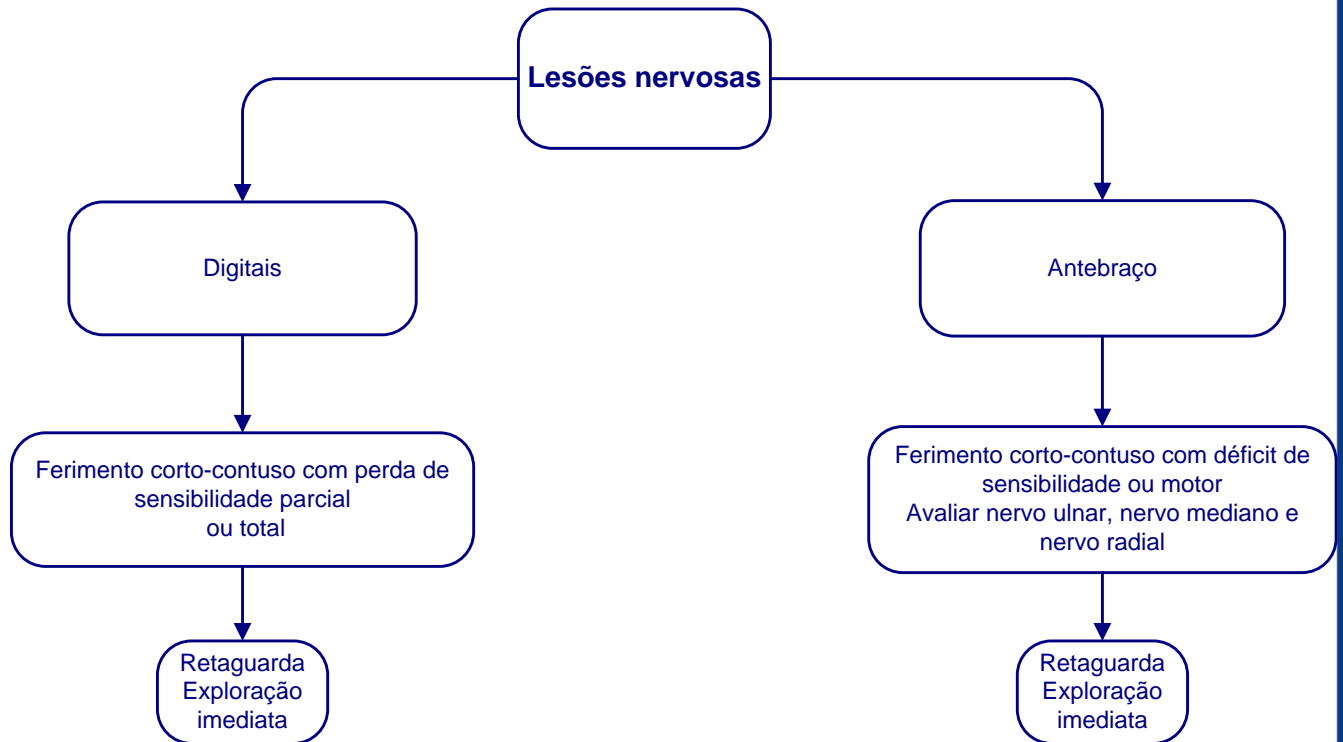 Lesões nervosas
Digitais
Antebraço
Ferimento corto-contuso com perda de
sensibilidade parcial
ou total
Ferimento corto-contuso com déficit de
sensibilidade ou motor
Avaliar nervo ulnar, nervo mediano e
nervo radial
Retaguarda
Exploração
imediata
Retaguarda
Exploração
imediata